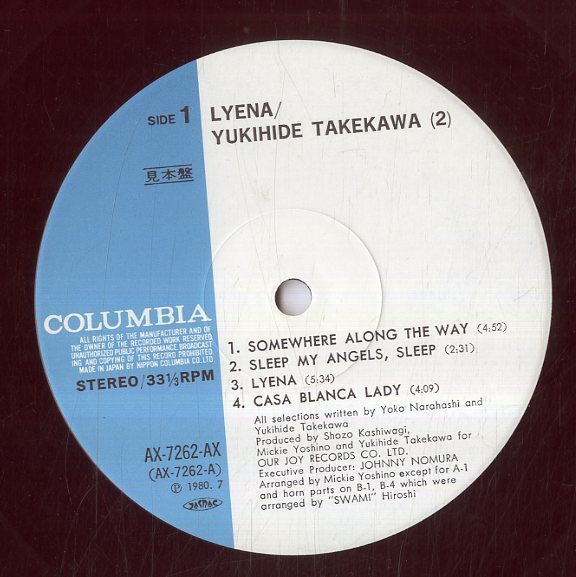 SIDE 1
LYENA/
YUKIHIDE TAKEKAWA (2)
見本盤
COLUMBIA
ALL RIGHTS OF THE MANUFACTURER AND OF
THE OWNER OF THE RECORDED WORK RESERVED.
UNAUTHORIZED PUBLIC PERFORMANCE, BROADCAST-
ING AND COPYING OF THIS RECORD PROHIBITED.
MADE IN JAPAN BY NIPPON COLUMBIA CO.LTD.
STEREO/33⅓RPM
1. SOMEWHERE ALONG THE WAY (4:52)
2. SLEEP MY ANGELS, SLEEP (2:31)
3. LYENA (5:34)
4. CASA BLANCA LADY (4:09)
All selections written by Yoko Narahashi and
Yukihide Takekawa
Produced by Shozo Kashiwagi,
Mickie Yoshino and Yukihide Takekawa for
OUR JOY RECORDS CO. LTD.
Executive Producer: JOHNNY NOMURA
Arranged by Mickie Yoshino except for A-1
and horn parts on B-1, B-4 which were
arranged by "SWAMI" Hiroshi
AX-7262-AX
(AX-7262-A)
Ⓟ 1980. 7
JASRAC